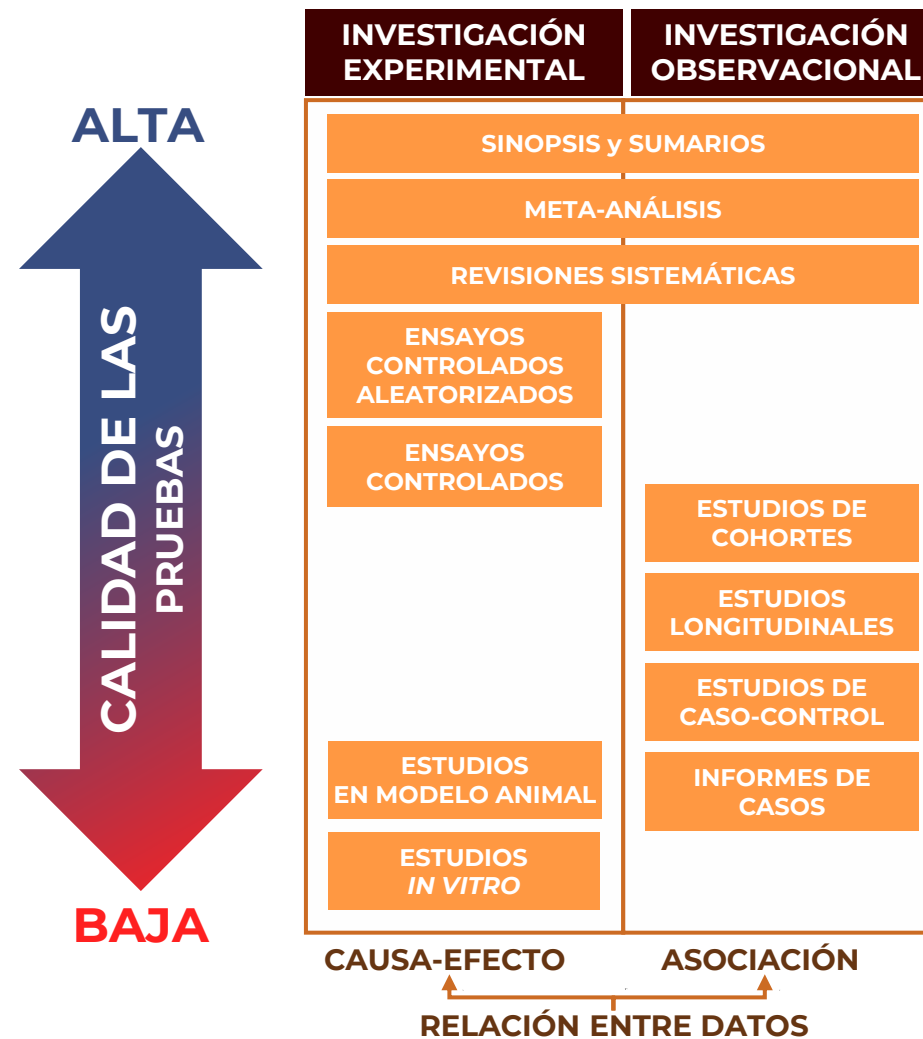 INVESTIGACIÓN
EXPERIMENTAL
INVESTIGACIÓN
OBSERVACIONAL
ALTA
CALIDAD DE LAS
PRUEBAS
BAJA
SINOPSIS y SUMARIOS
META-ANÁLISIS
REVISIONES SISTEMÁTICAS
ENSAYOS
CONTROLADOS
ALEATORIZADOS
ENSAYOS
CONTROLADOS
ESTUDIOS DE
COHORTES
ESTUDIOS
LONGITUDINALES
ESTUDIOS DE
CASO-CONTROL
ESTUDIOS
EN MODELO ANIMAL
INFORMES DE
CASOS
ESTUDIOS
IN VITRO
CAUSA-EFECTO
ASOCIACIÓN
RELACIÓN ENTRE DATOS